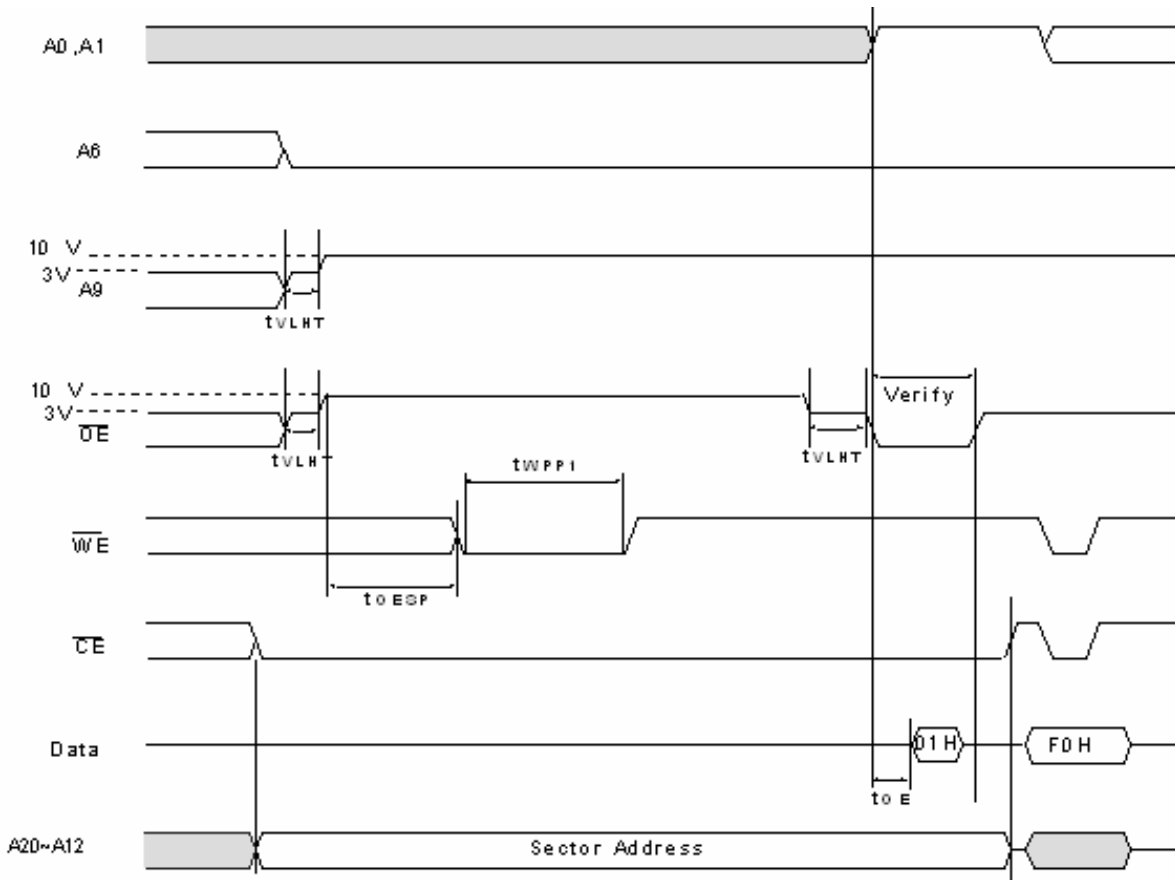 A0 ,A1
A6
10 V
3V
A9
tVLHT
10 V
3V
OE
tVLHT
tVLHT
Verify
tWPP1
WE
tOESP
CE
Data
01H
F0H
tOE
A20~A12
Sector Address